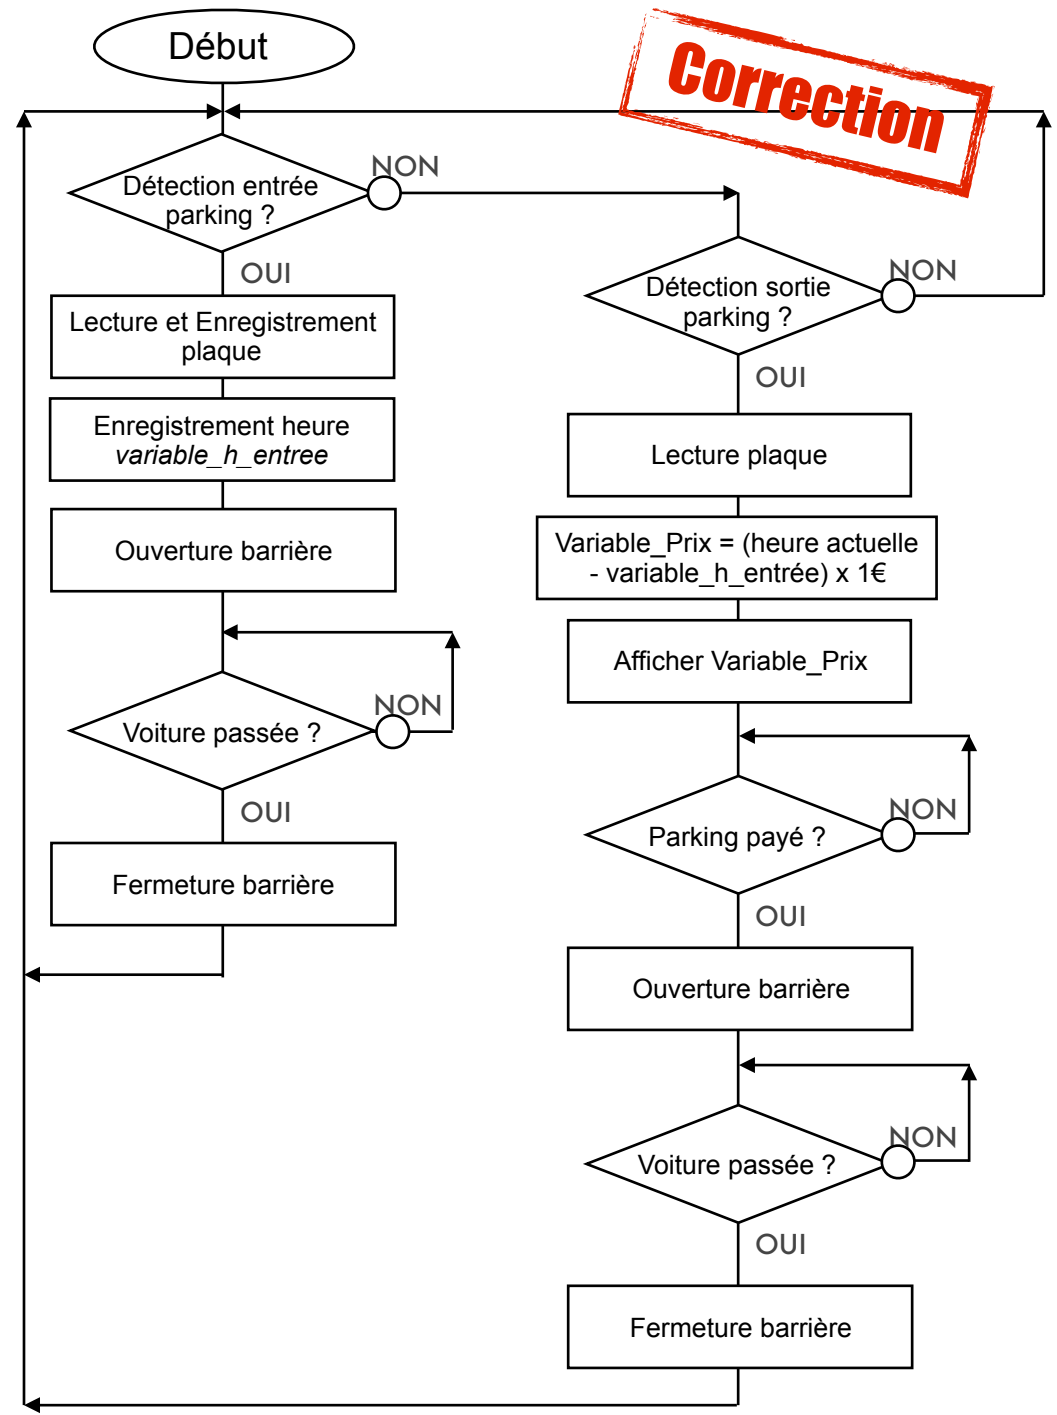 Début
Correction
NON
Détection entrée
parking ?
OUI
Lecture et Enregistrement
plaque
Enregistrement heure
variable_h_entree
Ouverture barrière
NON
Voiture passée ?
OUI
Fermeture barrière
NON
Détection sortie
parking ?
OUI
Lecture plaque
Variable_Prix = (heure actuelle
- variable_h_entrée) x 1€
Afficher Variable_Prix
NON
Parking payé ?
OUI
Ouverture barrière
NON
Voiture passée ?
OUI
Fermeture barrière